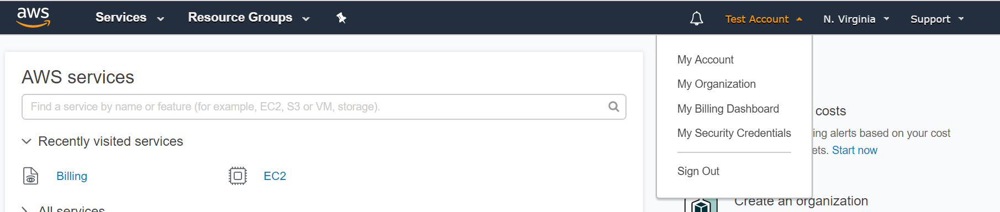 aws
Services
Resource Groups
Test Account
N. Virginia
Support
AWS services
Find a service by name or feature (for example, EC2, S3 or VM, storage).
Recently visited services
Billing
EC2
All services
My Account
My Organization
My Billing Dashboard
My Security Credentials
Sign Out
costs
ing alerts based on your cost
ets. Start now
Create an organization